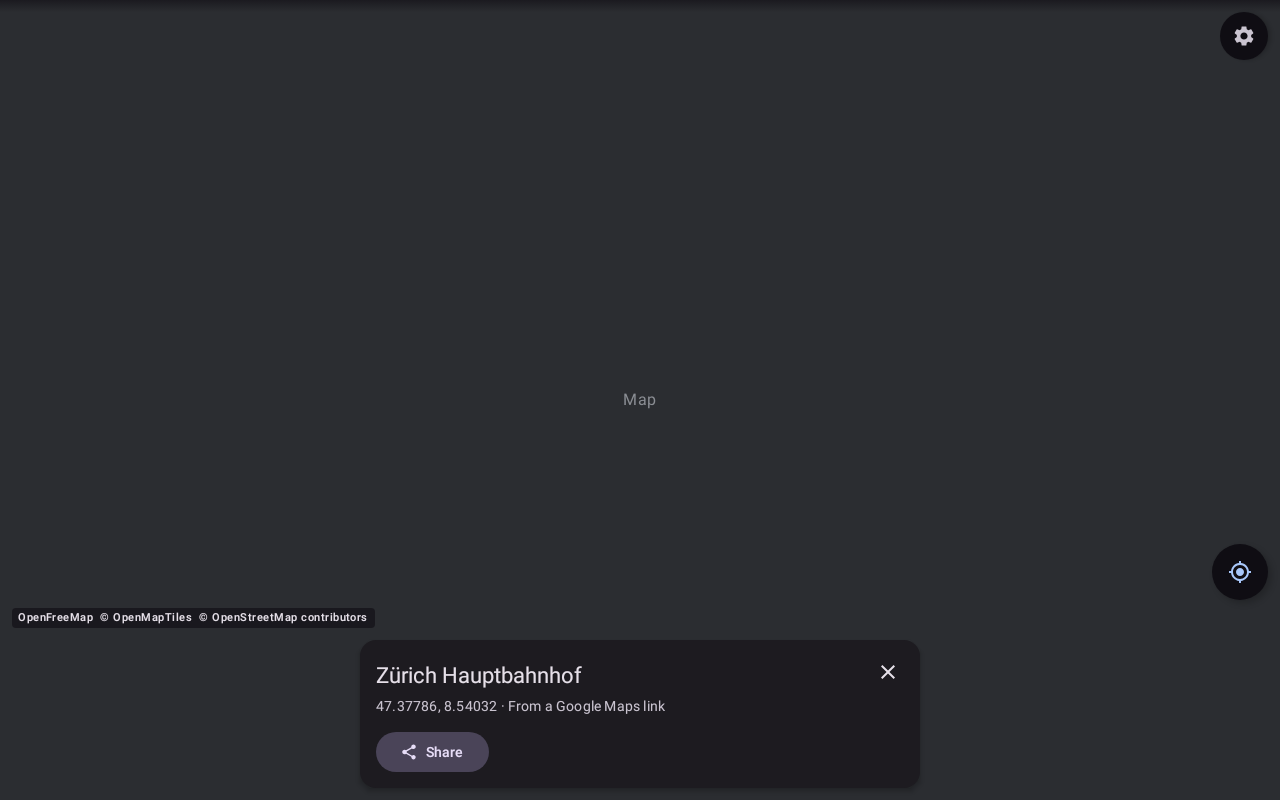 Map
OpenFreeMap © OpenMapTiles © OpenStreetMap contributors
Zürich Hauptbahnhof
47.37786, 8.54032 · From a Google Maps link
Share